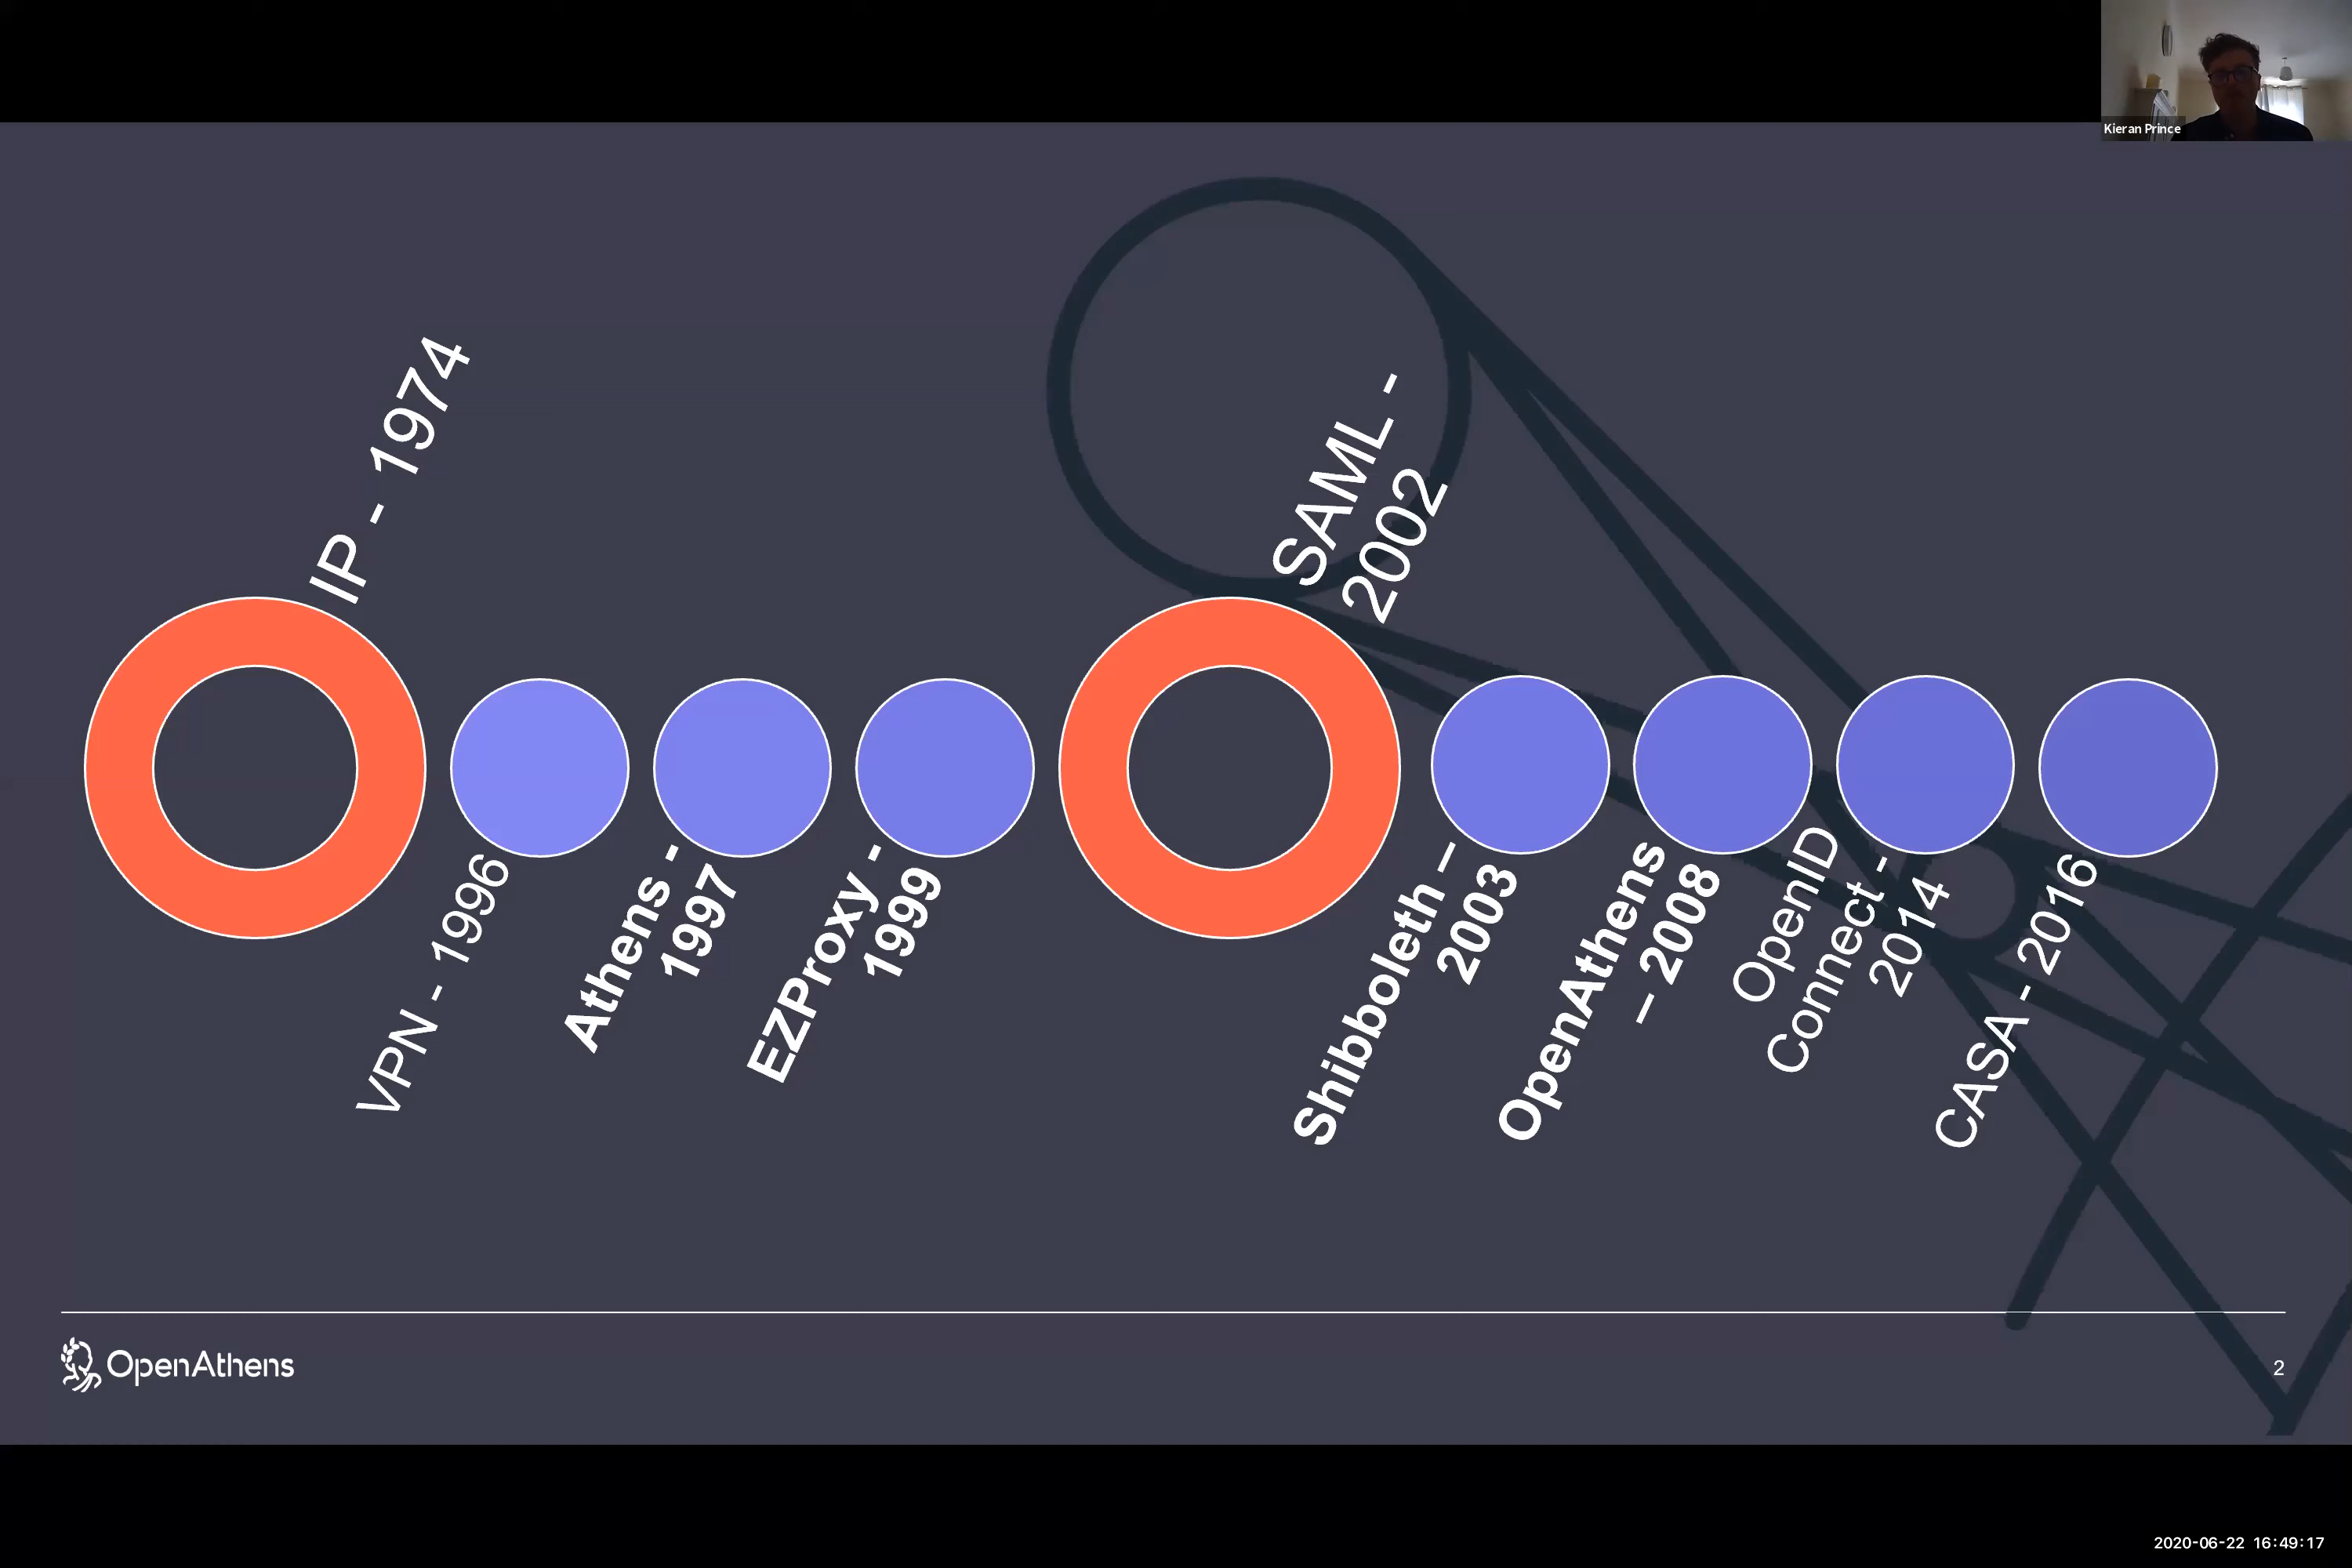 Kieran Prince
IP - 1974
SAML -
2002
VPN - 1996
Athens -
1997
EZProxy -
1999
Shibboleth –
2003
OpenAthens
– 2008
OpenID
Connect -
2014
CASA - 2016
OpenAthens
2
2020-06-22 16:49:17